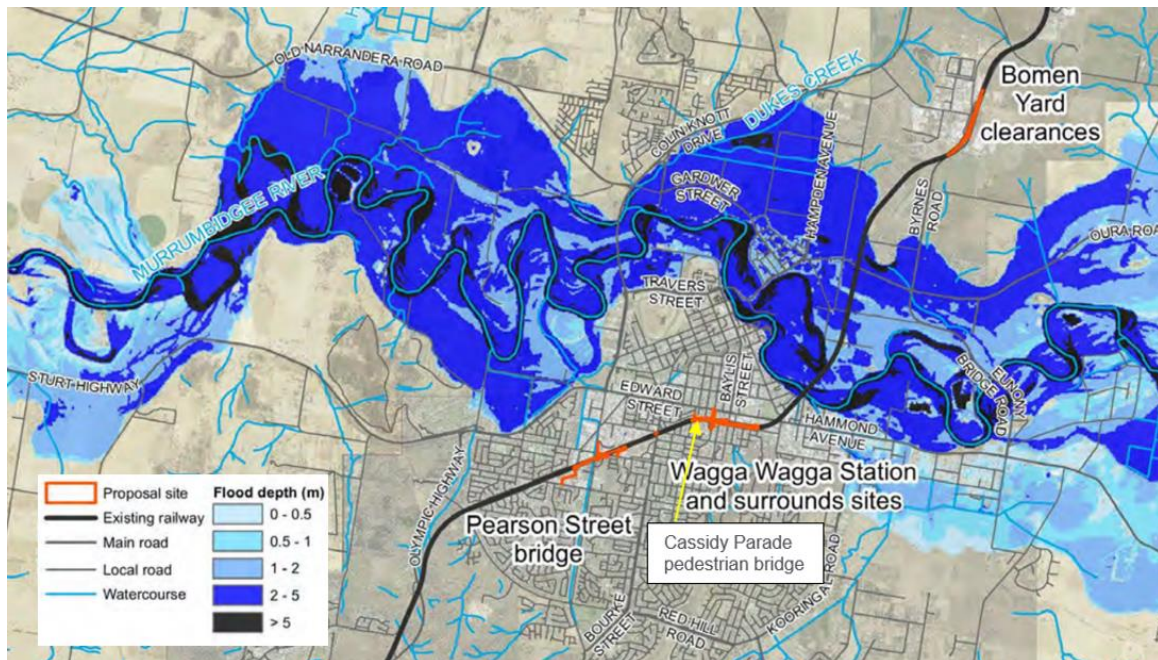 OLD NARRANDERA ROAD
DUKES CREEK
COLIN KNOTT
DRIVE
Bomen
Yard
clearances
GARDINER
STREET
HAMPDEN AVENUE
BYRNES
ROAD
OURA ROA
MURRUMBIDGEE RIVER
TRAVERS
STREET
STURT HIGHWAY
EDWARD
STREET
BAYLIS
STREET
HAMMOND
AVENUE
EUNONY
BRIDGE ROAD
OLYMPIC HIGHWAY
Wagga Wagga Station
and surrounds sites
Pearson Street
bridge
Cassidy Parade
pedestrian bridge
BOURKE
STREET
RED HILL
ROAD
KOORINGAL ROAD
Proposal site
Existing railway
Main road
Local road
Watercourse
Flood depth (m)
0 - 0.5
0.5 - 1
1 - 2
2 - 5
> 5